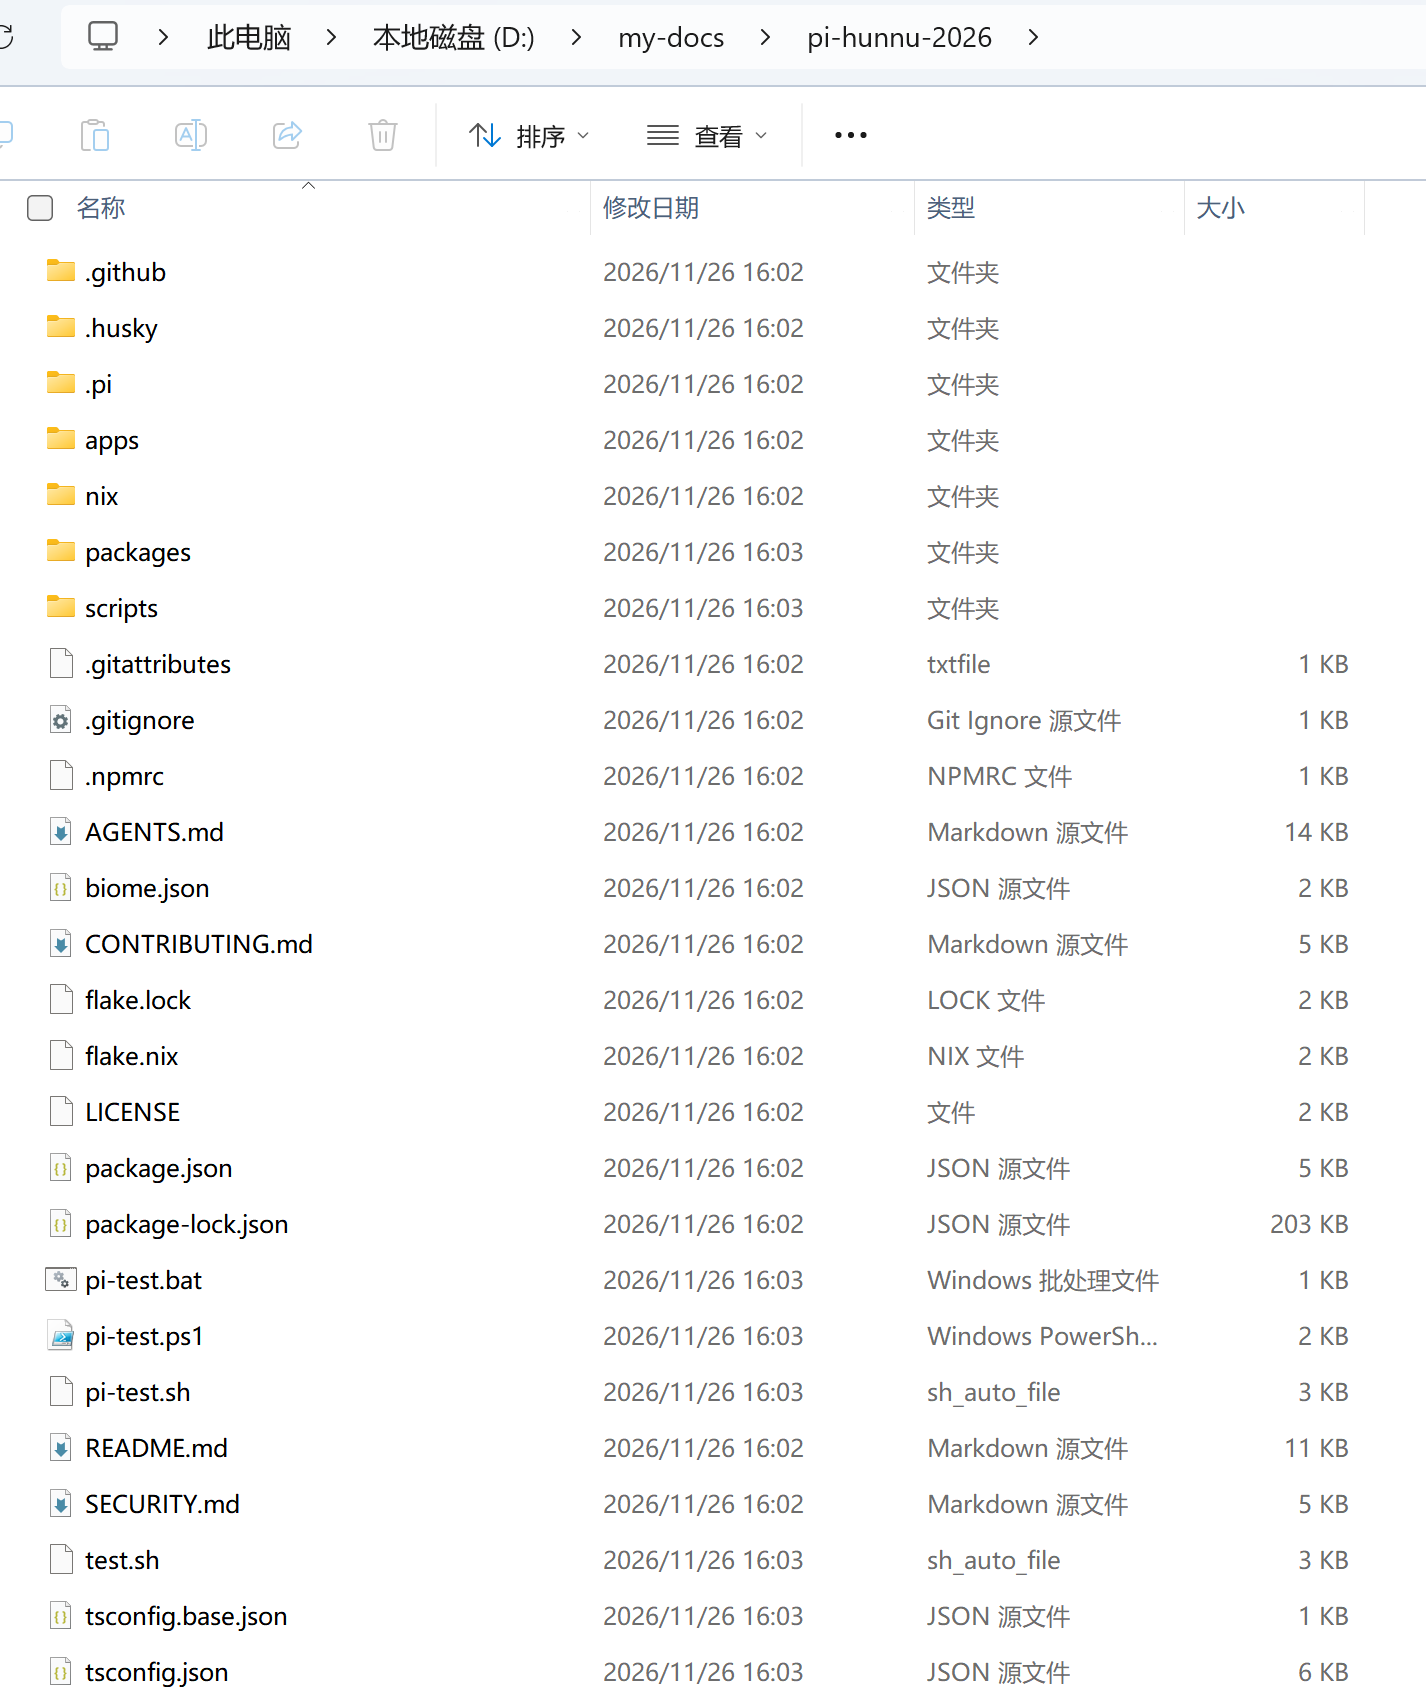 此电脑 本地磁盘 (D:) my-docs pi-hunnu-2026
排序 查看
名称 修改日期 类型 大小
.github 2026/11/26 16:02 文件夹
.husky 2026/11/26 16:02 文件夹
.pi 2026/11/26 16:02 文件夹
apps 2026/11/26 16:02 文件夹
nix 2026/11/26 16:02 文件夹
packages 2026/11/26 16:03 文件夹
scripts 2026/11/26 16:03 文件夹
.gitattributes 2026/11/26 16:02 txtfile 1 KB
.gitignore 2026/11/26 16:02 Git Ignore 源文件 1 KB
.npmrc 2026/11/26 16:02 NPMRC 文件 1 KB
AGENTS.md 2026/11/26 16:02 Markdown 源文件 14 KB
biome.json 2026/11/26 16:02 JSON 源文件 2 KB
CONTRIBUTING.md 2026/11/26 16:02 Markdown 源文件 5 KB
flake.lock 2026/11/26 16:02 LOCK 文件 2 KB
flake.nix 2026/11/26 16:02 NIX 文件 2 KB
LICENSE 2026/11/26 16:02 文件 2 KB
package.json 2026/11/26 16:02 JSON 源文件 5 KB
package-lock.json 2026/11/26 16:02 JSON 源文件 203 KB
pi-test.bat 2026/11/26 16:03 Windows 批处理文件 1 KB
pi-test.ps1 2026/11/26 16:03 Windows PowerSh... 2 KB
pi-test.sh 2026/11/26 16:03 sh_auto_file 3 KB
README.md 2026/11/26 16:02 Markdown 源文件 11 KB
SECURITY.md 2026/11/26 16:02 Markdown 源文件 5 KB
test.sh 2026/11/26 16:03 sh_auto_file 3 KB
tsconfig.base.json 2026/11/26 16:03 JSON 源文件 1 KB
tsconfig.json 2026/11/26 16:03 JSON 源文件 6 KB